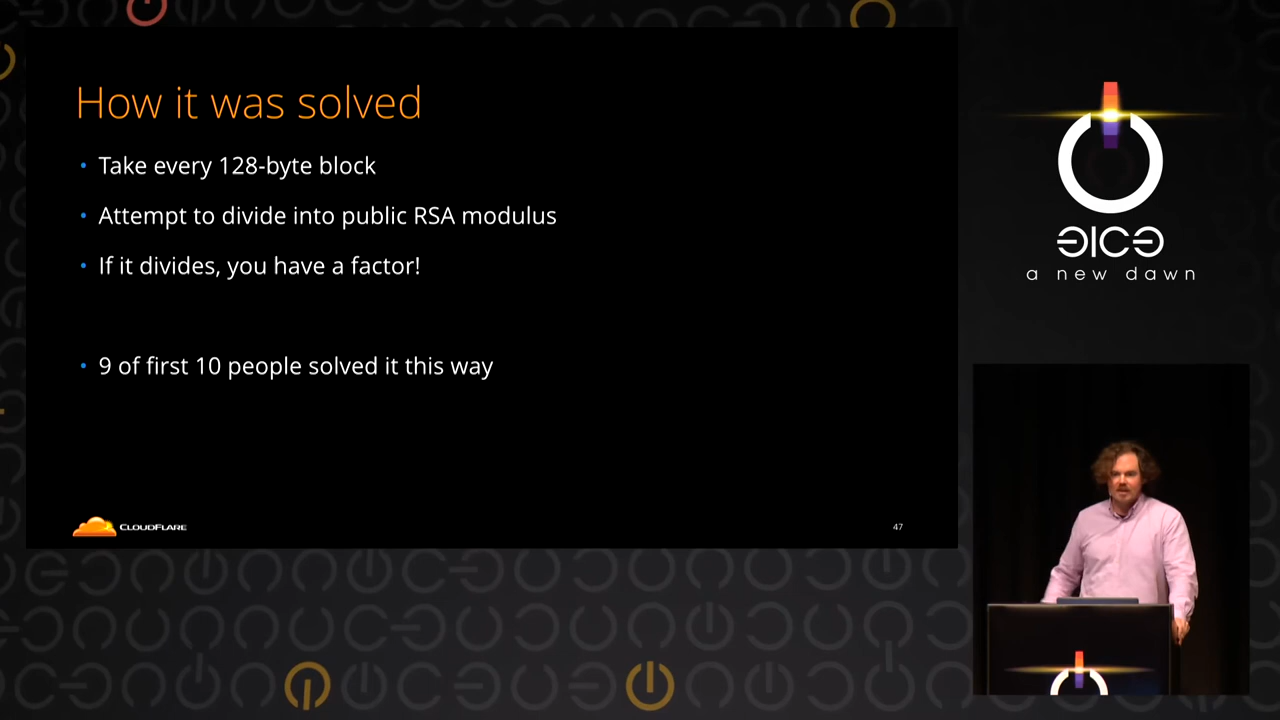 How it was solved
• Take every 128-byte block
• Attempt to divide into public RSA modulus
• If it divides, you have a factor!
• 9 of first 10 people solved it this way
CLOUDFLARE
47
ƎICƎ
a new dawn